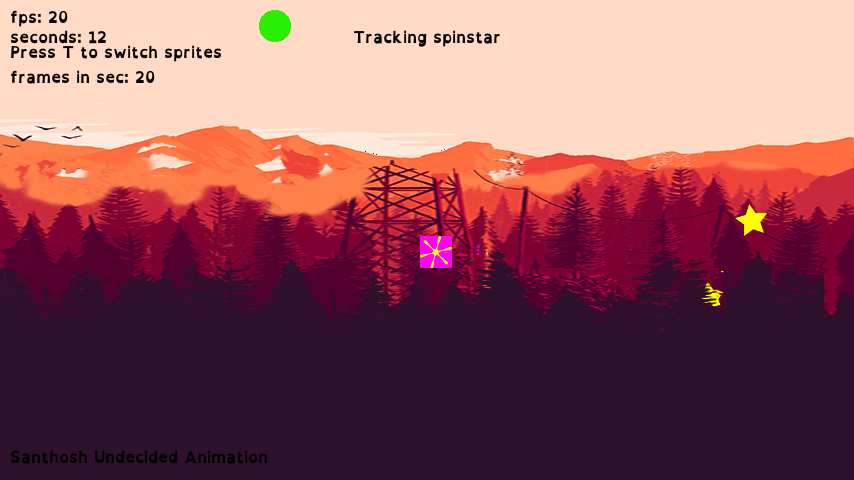 fps: 20
seconds: 12
Tracking spinstar
Press T to switch sprites
frames in sec: 20
Santhosh Undecided Animation